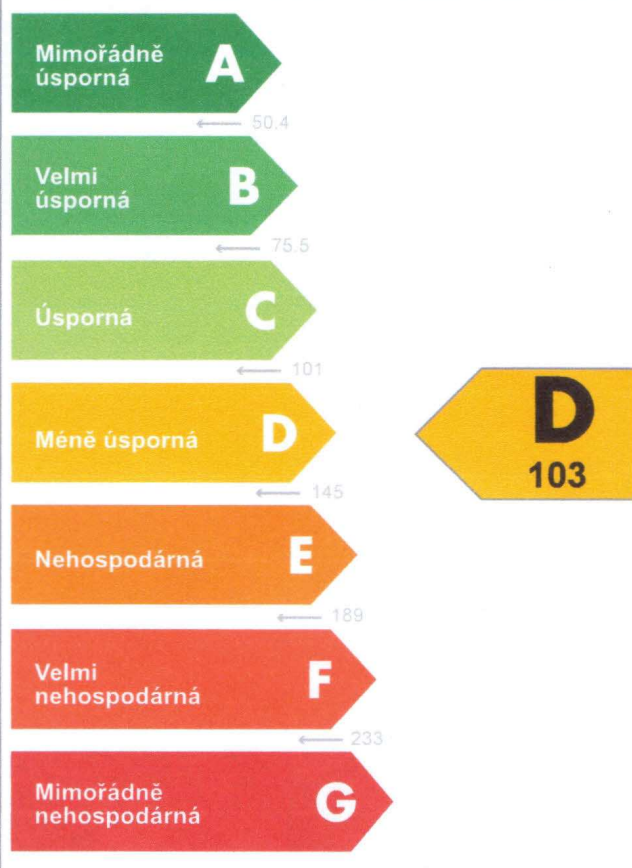 Mimořádně
úsporná
A
50.4
Velmi
úsporná
B
75.5
Úsporná
C
101
Méně úsporná
D
145
D
103
Nehospodárná
E
189
Velmi
nehospodárná
F
233
Mimořádně
nehospodárná
G